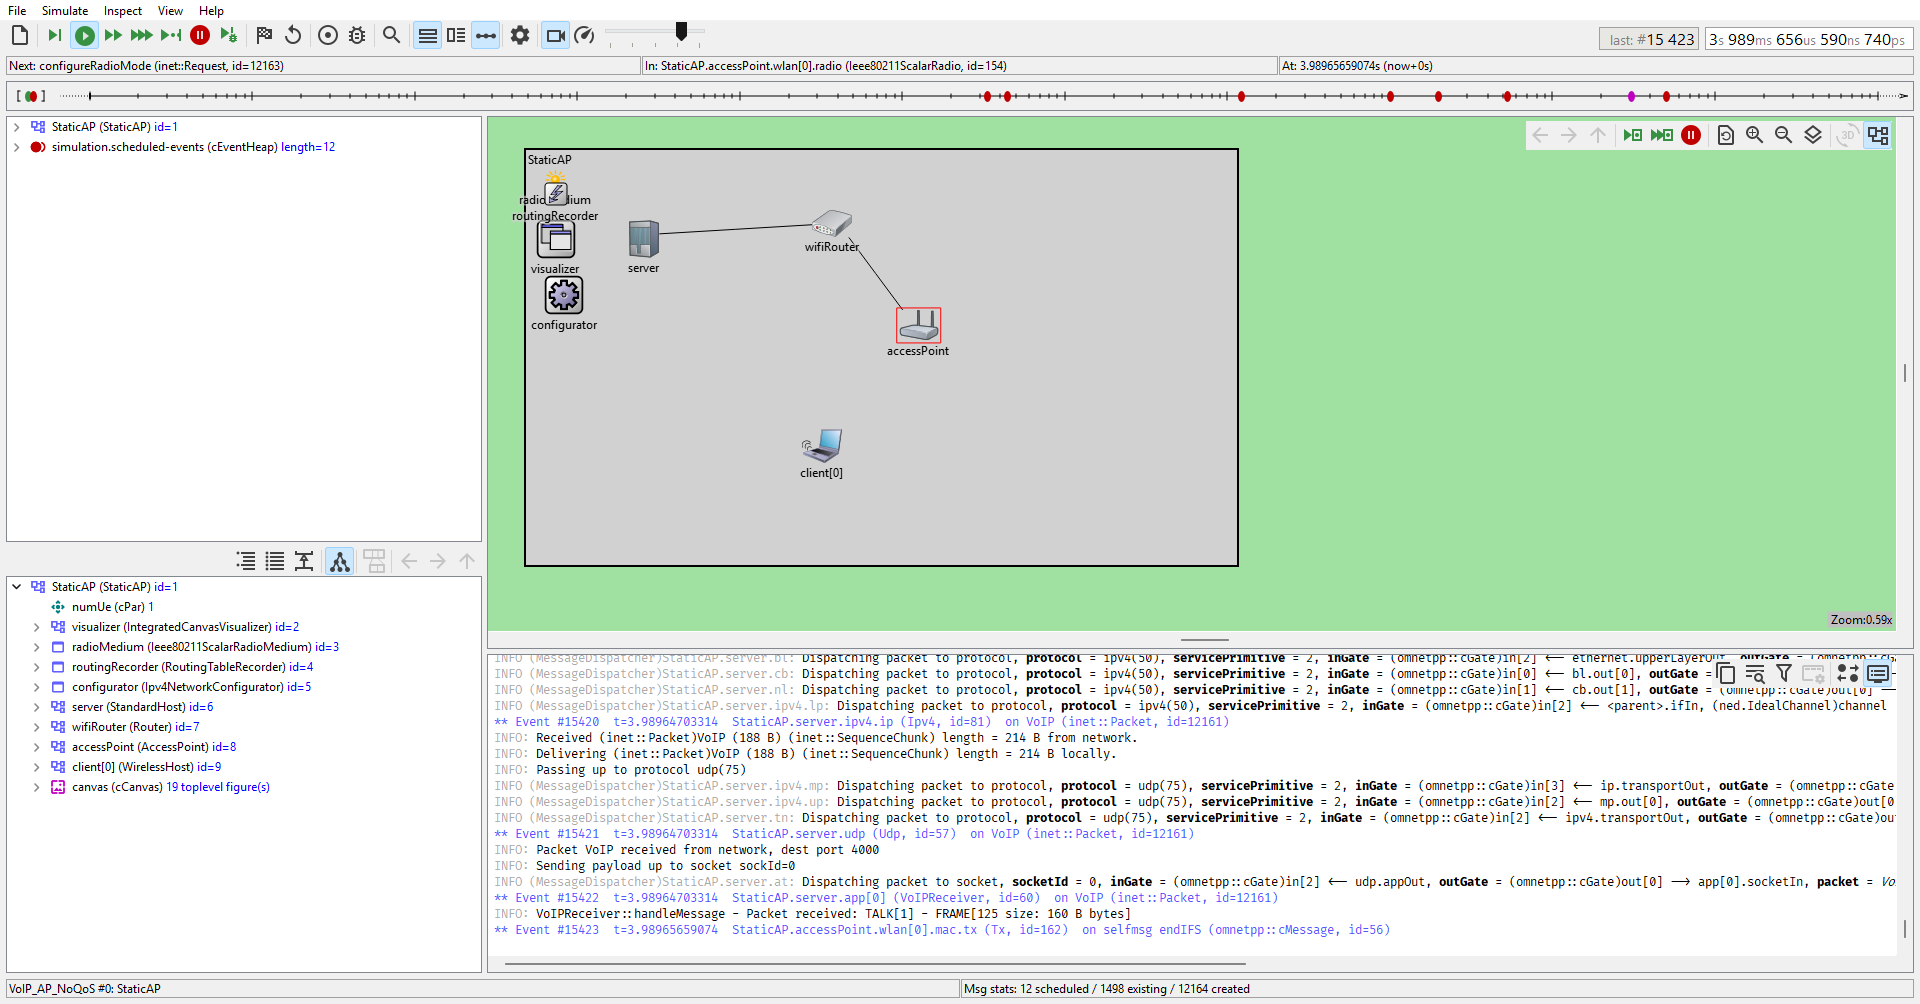 File Simulate Inspect View Help
last: #15 423 3s 989ms 656us 590ns 740ps
Next: configureRadioMode (inet::Request, id=12163) In: StaticAP.accessPoint.wlan[0].radio (Ieee80211ScalarRadio, id=154) At: 3.98965659074s (now+0s)
StaticAP (StaticAP) id=1
simulation.scheduled-events (cEventHeap) length=12
StaticAP
routingRecorder
visualizer
configurator
server
wifiRouter
accessPoint
client[0]
3D
Zoom:0.59x
StaticAP (StaticAP) id=1
numUe (cPar) 1
visualizer (IntegratedCanvasVisualizer) id=2
radioMedium (Ieee80211ScalarRadioMedium) id=3
routingRecorder (RoutingTableRecorder) id=4
configurator (Ipv4NetworkConfigurator) id=5
server (StandardHost) id=6
wifiRouter (Router) id=7
accessPoint (AccessPoint) id=8
client[0] (WirelessHost) id=9
canvas (cCanvas) 19 toplevel figure(s)
INFO (MessageDispatcher)StaticAP.server.bl: Dispatching packet to protocol, protocol = ipv4(50), servicePrimitive = 2, inGate = (omnetpp::cGate)in[2] <-- ethernet.upperLayerOut, outGate = (omnetpp::cGa
INFO (MessageDispatcher)StaticAP.server.cb: Dispatching packet to protocol, protocol = ipv4(50), servicePrimitive = 2, inGate = (omnetpp::cGate)in[0] <-- bl.out[0], outGate =
INFO (MessageDispatcher)StaticAP.server.nl: Dispatching packet to protocol, protocol = ipv4(50), servicePrimitive = 2, inGate = (omnetpp::cGate)in[1] <-- cb.out[1], outGate = (omnetpp::cGate)out[0]
INFO (MessageDispatcher)StaticAP.server.ipv4.lp: Dispatching packet to protocol, protocol = ipv4(50), servicePrimitive = 2, inGate = (omnetpp::cGate)in[2] <-- <parent>.ifIn, (ned.IdealChannel)channel
** Event #15420 t=3.98964703314 StaticAP.server.ipv4.ip (Ipv4, id=81) on VoIP (inet::Packet, id=12161)
INFO: Received (inet::Packet)VoIP (188 B) (inet::SequenceChunk) length = 214 B from network.
INFO: Delivering (inet::Packet)VoIP (188 B) (inet::SequenceChunk) length = 214 B locally.
INFO: Passing up to protocol udp(75)
INFO (MessageDispatcher)StaticAP.server.ipv4.mp: Dispatching packet to protocol, protocol = udp(75), servicePrimitive = 2, inGate = (omnetpp::cGate)in[3] <-- ip.transportOut, outGate = (omnetpp::cGate
INFO (MessageDispatcher)StaticAP.server.ipv4.up: Dispatching packet to protocol, protocol = udp(75), servicePrimitive = 2, inGate = (omnetpp::cGate)in[2] <-- mp.out[0], outGate = (omnetpp::cGate)out[0
INFO (MessageDispatcher)StaticAP.server.tn: Dispatching packet to protocol, protocol = udp(75), servicePrimitive = 2, inGate = (omnetpp::cGate)in[2] <-- ipv4.transportOut, outGate = (omnetpp::cGate)ou
** Event #15421 t=3.98964703314 StaticAP.server.udp (Udp, id=57) on VoIP (inet::Packet, id=12161)
INFO: Packet VoIP received from network, dest port 4000
INFO: Sending payload up to socket sockId=0
INFO (MessageDispatcher)StaticAP.server.at: Dispatching packet to socket, socketId = 0, inGate = (omnetpp::cGate)in[2] <-- udp.appOut, outGate = (omnetpp::cGate)out[0] --> app[0].socketIn, packet = Vo
** Event #15422 t=3.98964703314 StaticAP.server.app[0] (VoIPReceiver, id=60) on VoIP (inet::Packet, id=12161)
INFO: VoIPReceiver::handleMessage - Packet received: TALK[1] - FRAME[125 size: 160 B bytes]
** Event #15423 t=3.98965659074 StaticAP.accessPoint.wlan[0].mac.tx (Tx, id=162) on selfmsg endIFS (omnetpp::cMessage, id=56)
VoIP_AP_NoQoS #0: StaticAP Msg stats: 12 scheduled / 1498 existing / 12164 created